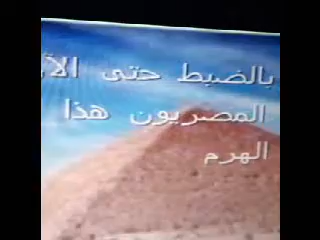 بالضبط حتى
المصريون هذا
الهرم